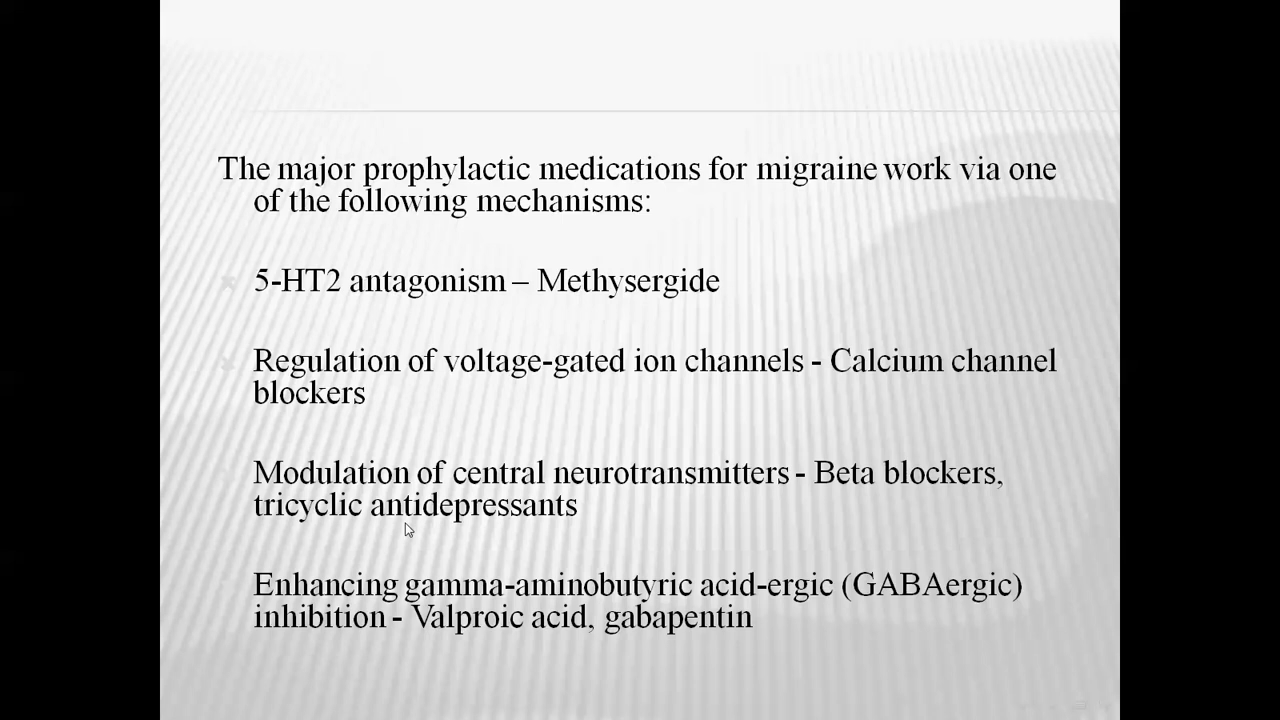 The major prophylactic medications for migraine work via one
of the following mechanisms:
5-HT2 antagonism – Methysergide
Regulation of voltage-gated ion channels - Calcium channel
blockers
Modulation of central neurotransmitters - Beta blockers,
tricyclic antidepressants
Enhancing gamma-aminobutyric acid-ergic (GABAergic)
inhibition - Valproic acid, gabapentin